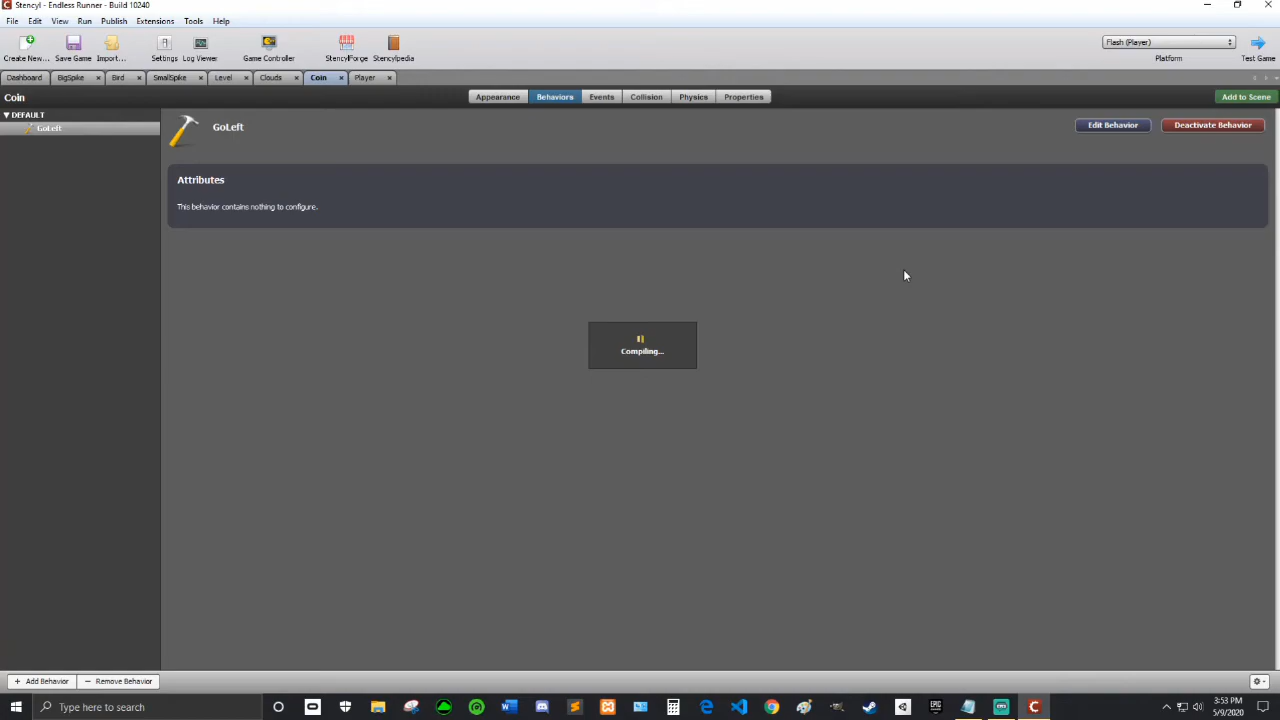 Stencyl - Endless Runner - Build 10240
File Edit View Run Publish Extensions Tools Help
Create New... Save Game Import... Settings Log Viewer Game Controller StencylForge Stencylpedia Flash (Player) Platform Test Game
Dashboard BigSpike × Bird × SmallSpike × Level × Clouds × Coin × Player ×
Coin Appearance Behaviors Events Collision Physics Properties Add to Scene
▼ DEFAULT
GoLeft
GoLeft Edit Behavior Deactivate Behavior
Attributes
This behavior contains nothing to configure.
Compiling...
+ Add Behavior − Remove Behavior
Type here to search
3:53 PM
5/9/2020